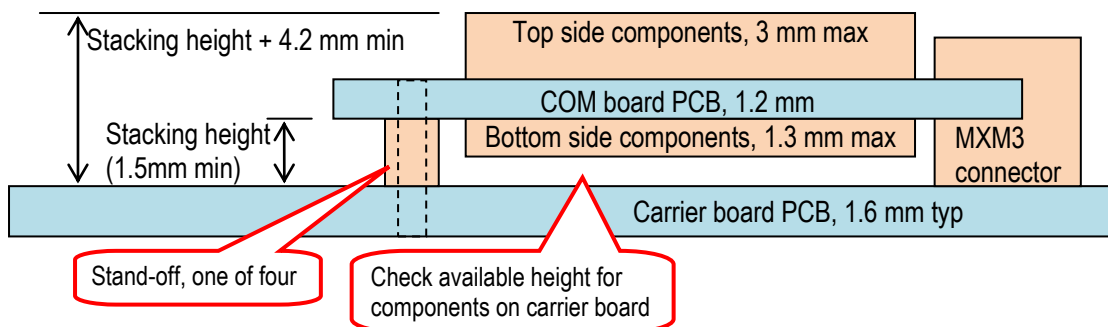 Stacking height + 4.2 mm min
Top side components, 3 mm max
COM board PCB, 1.2 mm
Stacking height
(1.5mm min)
Bottom side components, 1.3 mm max
MXM3
connector
Carrier board PCB, 1.6 mm typ
Stand-off, one of four
Check available height for
components on carrier board